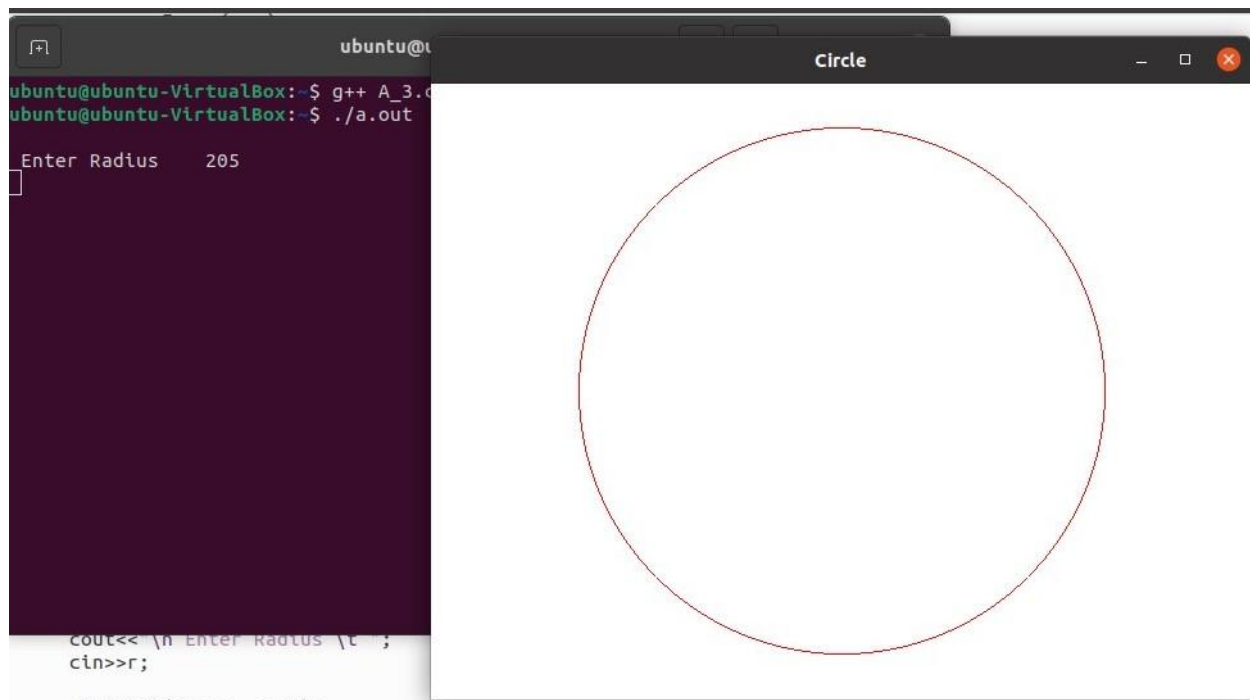 ubuntu@u
Circle
ubuntu@ubuntu-VirtualBox:~$ g++ A_3.c
ubuntu@ubuntu-VirtualBox:~$ ./a.out
Enter Radius 205
cout<<"\n Enter Radius \t ";
cin>>r;